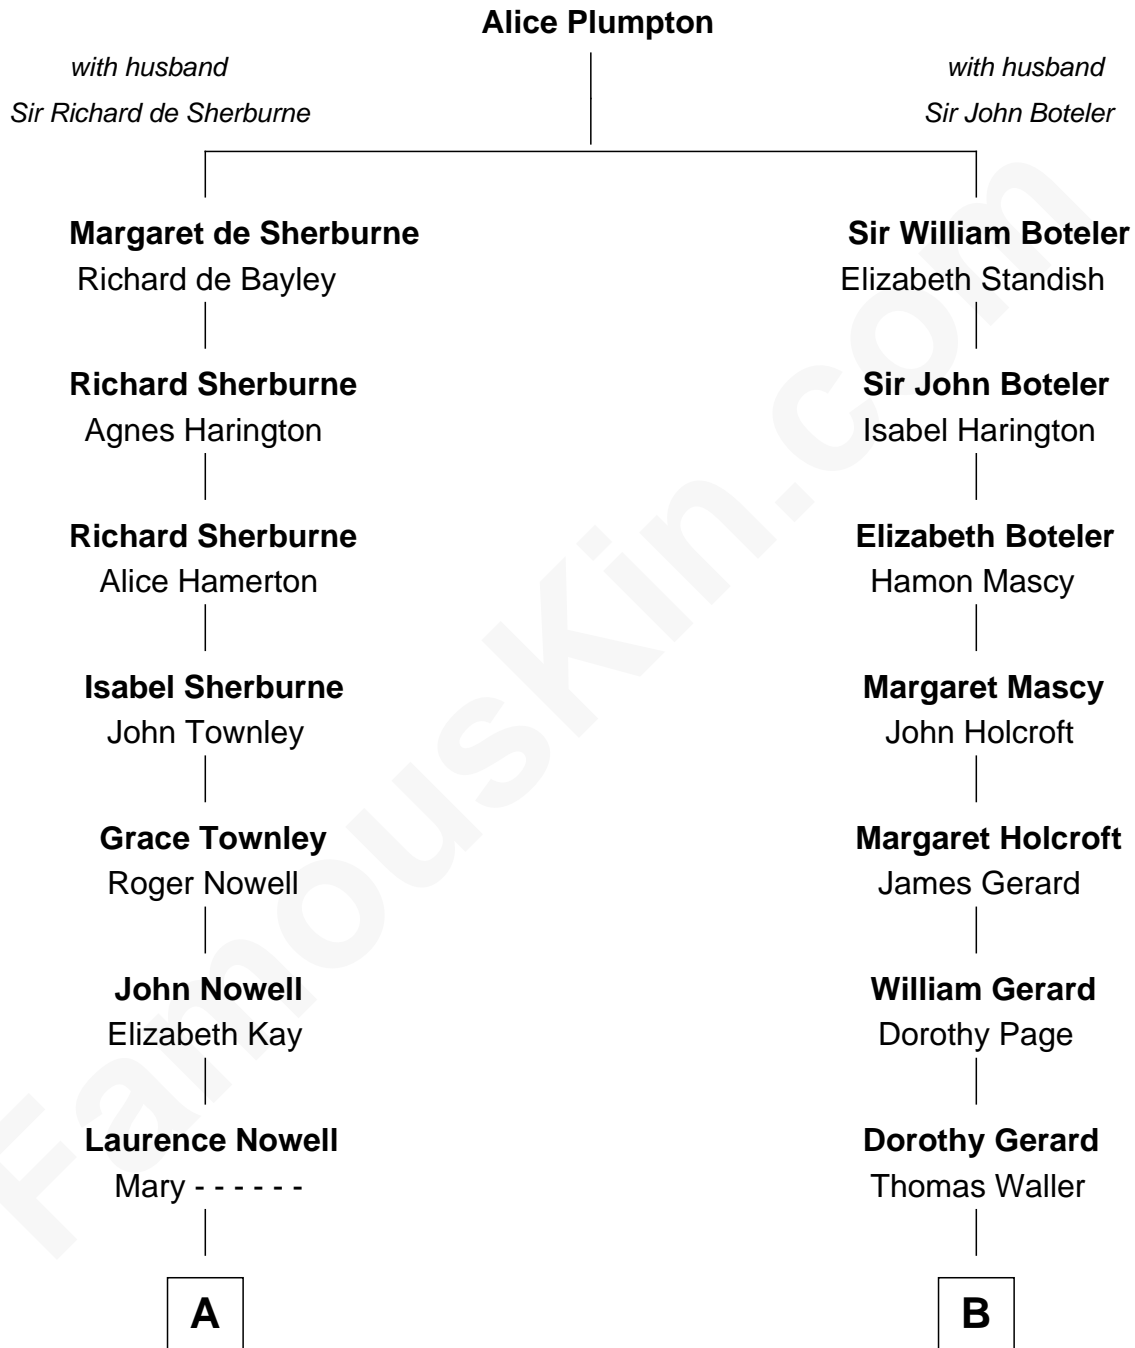 Alice Plumpton
with husband
Sir Richard de Sherburne
with husband
Sir John Boteler
Margaret de Sherburne
Richard de Bayley
Richard Sherburne
Agnes Harington
Richard Sherburne
Alice Hamerton
Isabel Sherburne
John Townley
Grace Townley
Roger Nowell
John Nowell
Elizabeth Kay
Laurence Nowell
Mary - - - - - -
A
Sir William Boteler
Elizabeth Standish
Sir John Boteler
Isabel Harington
Elizabeth Boteler
Hamon Mascy
Margaret Mascy
John Holcroft
Margaret Holcroft
James Gerard
William Gerard
Dorothy Page
Dorothy Gerard
Thomas Waller
B
FamousKin.com